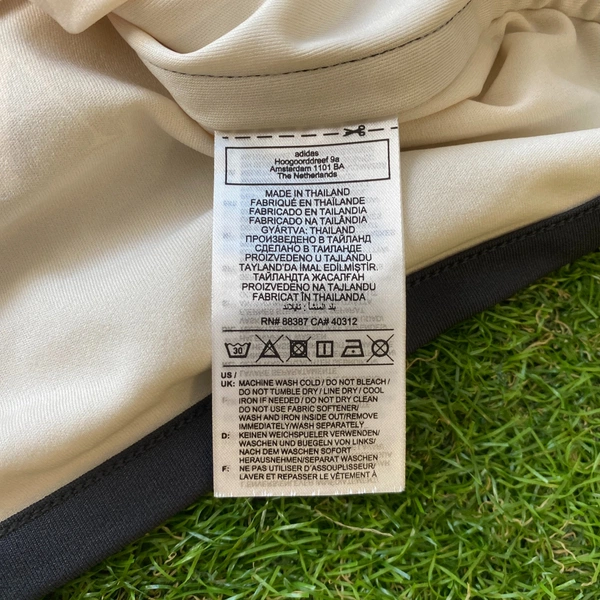 adidas
Hoogoorddreef 9a
Amsterdam 1101 BA
The Netherlands
MADE IN THAILAND
FABRIQUÉ EN THAÏLANDE
FABRICADO EN TAILANDIA
FABRICADO NA TAILÂNDIA
GYÁRTVA: THAILAND
ПРОИЗВЕДЕНО В ТАЙЛАНД
СДЕЛАНО В ТАИЛАНДЕ
PROIZVEDENO U TAJLANDU
TAYLAND'DA İMAL EDİLMİŞTİR.
ТАЙЛАНДТА ЖАСАЛҒАН
PROIZVEDENO NA TAJLANDU
FABRICAT ÎN THAILANDA
بلد المنشأ : تايلاند
RN# 88387 CA# 40312
30
US /
UK: MACHINE WASH COLD / DO NOT BLEACH /
DO NOT TUMBLE DRY / LINE DRY / COOL
IRON IF NEEDED / DO NOT DRY CLEAN
DO NOT USE FABRIC SOFTENER/
WASH AND IRON INSIDE OUT/REMOVE
IMMEDIATELY/WASH SEPARATELY
D: KEINEN WEICHSPUELER VERWENDEN/
WASCHEN UND BUEGELN VON LINKS/
NACH DEM WASCHEN SOFORT
HERAUSNEHMEN/SEPARAT WASCHEN
F: NE PAS UTILISER D'ASSOUPLISSEUR/
LAVER ET REPASSER LE VÊTEMENT À